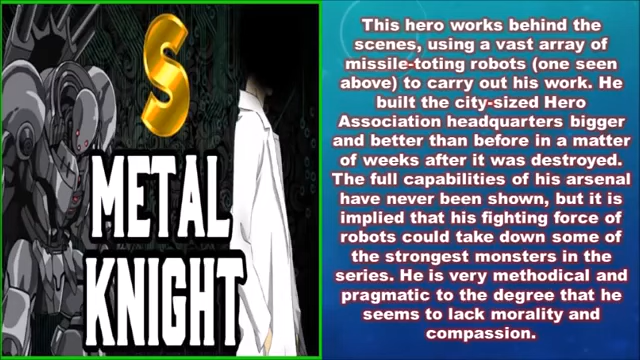 S
METAL
KNIGHT
This hero works behind the
scenes, using a vast array of
missile-toting robots (one seen
above) to carry out his work. He
built the city-sized Hero
Association headquarters bigger
and better than before in a matter
of weeks after it was destroyed.
The full capabilities of his arsenal
have never been shown, but it is
implied that his fighting force of
robots could take down some of
the strongest monsters in the
series. He is very methodical and
pragmatic to the degree that he
seems to lack morality and
compassion.